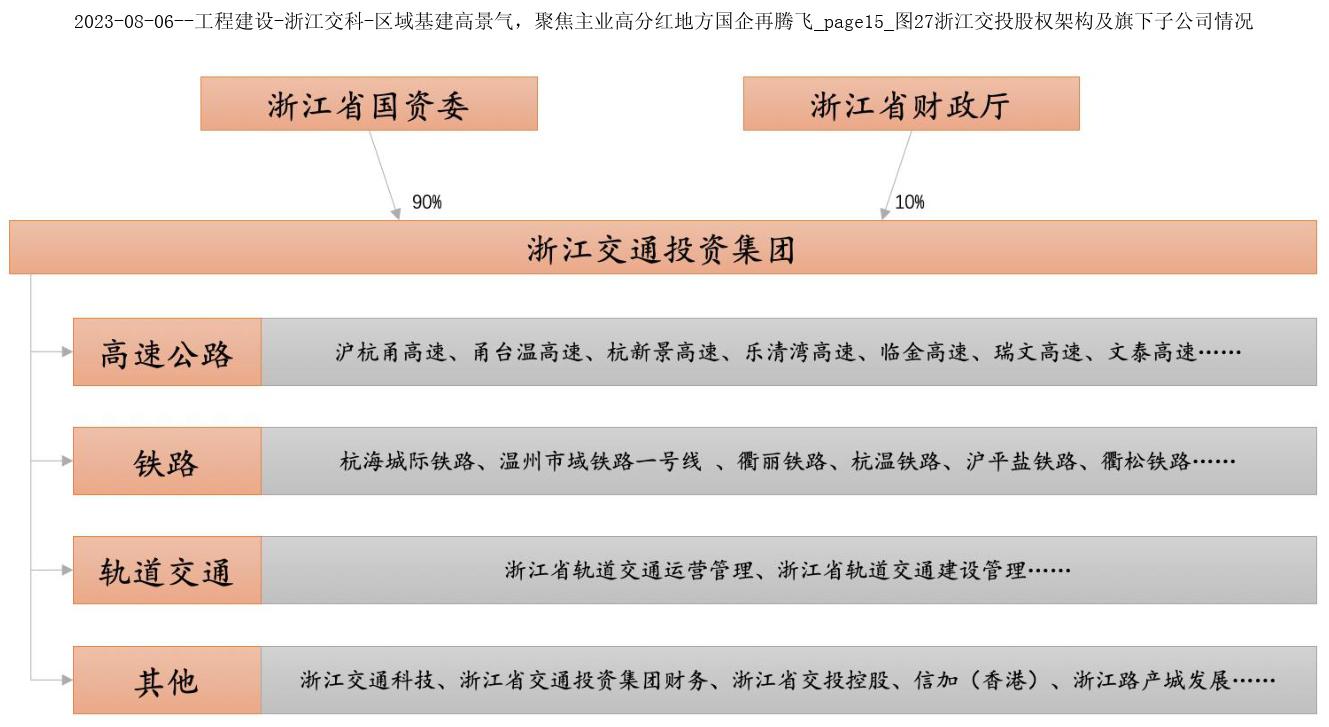 2023-08-06--工程建设-浙江交科-区域基建高景气，聚焦主业高分红地方国企再腾飞_page15_图27浙江交投股权架构及旗下子公司情况
浙江省国资委
浙江省财政厅
90%
10%
浙江交通投资集团
高速公路
沪杭甬高速、甬台温高速、杭新景高速、乐清湾高速、临金高速、瑞文高速、文泰高速……
铁路
杭海城际铁路、温州市域铁路一号线 、衢丽铁路、杭温铁路、沪平盐铁路、衢松铁路……
轨道交通
浙江省轨道交通运营管理、浙江省轨道交通建设管理……
其他
浙江交通科技、浙江省交通投资集团财务、浙江省交投控股、信加（香港）、浙江路产城发展……